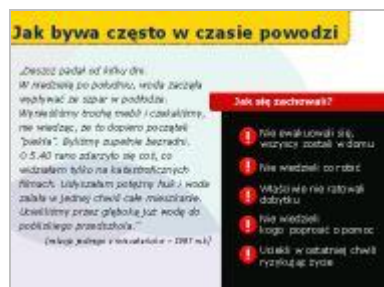 Jak bywa często w czasie powodzi
„Deszcz padał od kilku dni.
W niedzielę po południu, woda zaczęła
wypływać ze szpar w podłodze.
Wynieśliśmy trochę mebli i czekaliśmy,
nie wiedząc, że to dopiero początek
"piekła". Byliśmy zupełnie bezradni.
O 5.40 rano zdarzyło się coś, co
widziałem tylko na katastroficznych
filmach. Usłyszałam potężny huk i woda
zalała w jednej chwili całe mieszkanie.
Uciekliśmy przez głęboką już wodę do
pobliskiego przedszkola.”
(relacja jednego z mieszkańców – 1997 rok)
Jak się zachowali?
Nie ewakuowali się,
wszyscy zostali w domu
Nie wiedzieli co robić
Właściwie nie ratowali
dobytku
Nie wiedzieli
kogo poprosić o pomoc
Uciekli w ostatniej chwili
ryzykując życie